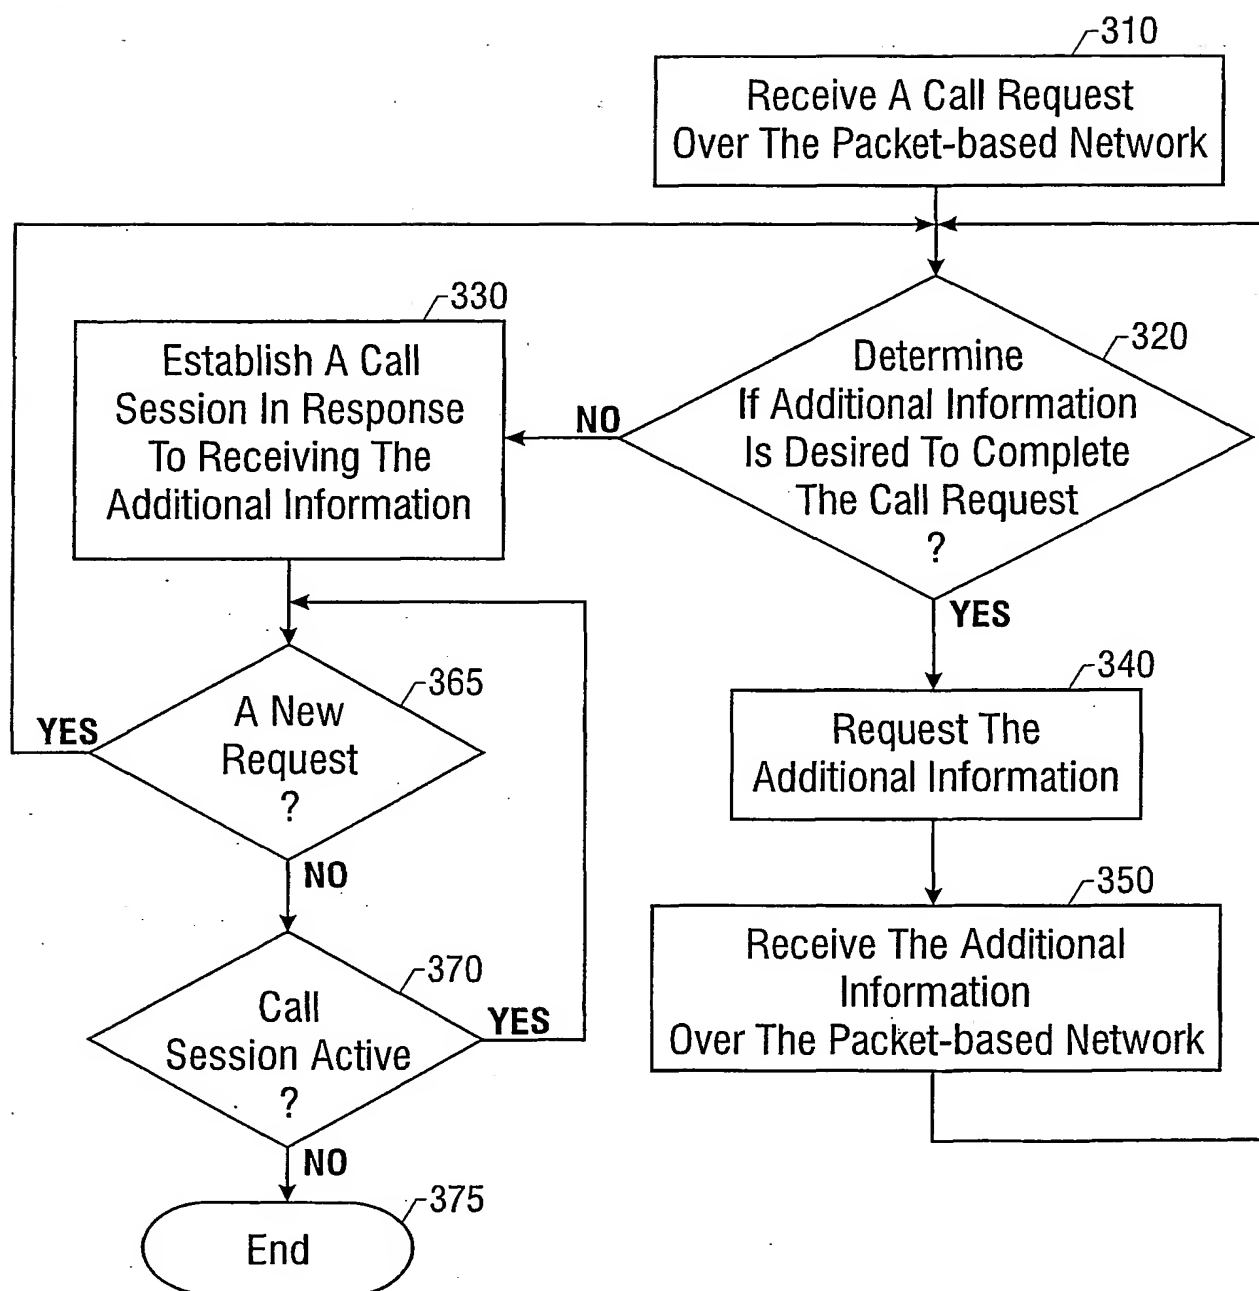 310
Receive A Call Request
Over The Packet-based Network
330
Establish A Call
Session In Response
To Receiving The
Additional Information
NO
320
Determine
If Additional Information
Is Desired To Complete
The Call Request
?
YES
365
A New
Request
?
YES
NO
340
Request The
Additional Information
350
Receive The Additional
Information
Over The Packet-based Network
370
Call
Session Active
?
YES
NO
375
End